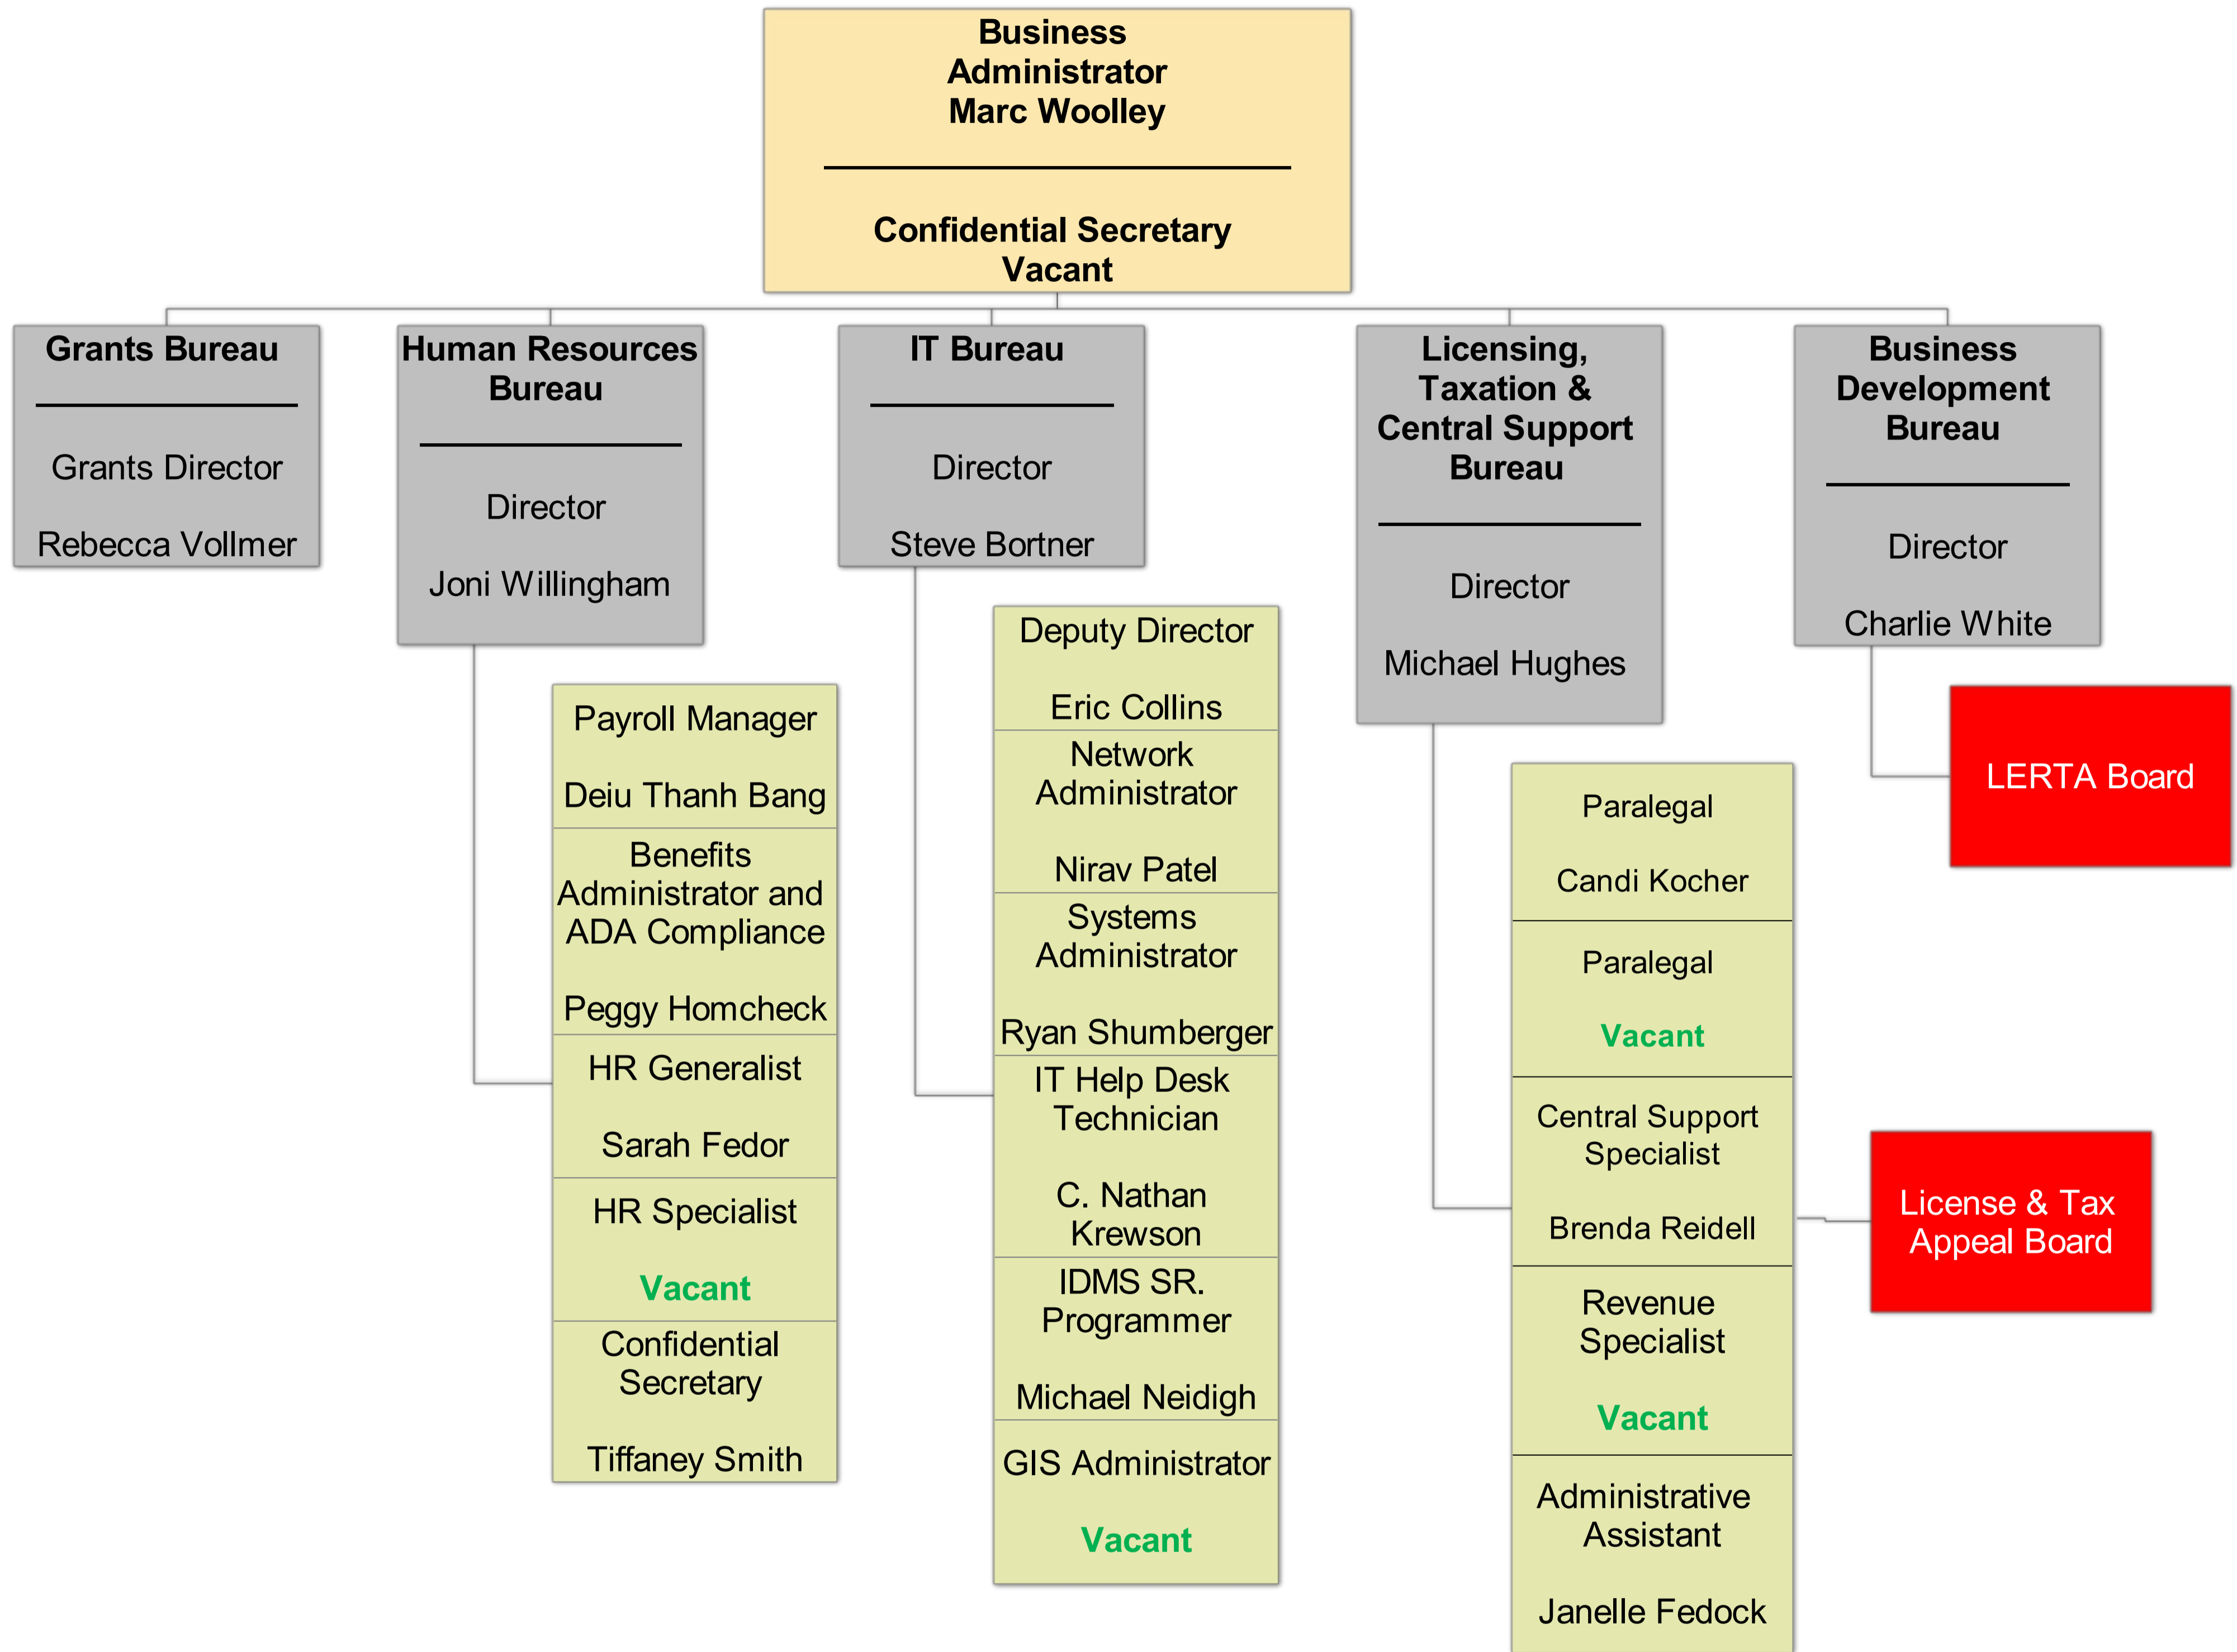 Business
Administrator
Marc Woolley
Confidential Secretary
Vacant
Grants Bureau
Grants Director
Rebecca Vollmer
Human Resources
Bureau
Director
Joni Willingham
Payroll Manager
Deiu Thanh Bang
Benefits
Administrator and
ADA Compliance
Peggy Homcheck
HR Generalist
Sarah Fedor
HR Specialist
Vacant
Confidential
Secretary
Tiffaney Smith
IT Bureau
Director
Steve Bortner
Deputy Director
Eric Collins
Network
Administrator
Nirav Patel
Systems
Administrator
Ryan Shumberger
IT Help Desk
Technician
C. Nathan
Krewson
IDMS SR.
Programmer
Michael Neidigh
GIS Administrator
Vacant
Licensing,
Taxation &
Central Support
Bureau
Director
Michael Hughes
Paralegal
Candi Kocher
Paralegal
Vacant
Central Support
Specialist
Brenda Reidell
Revenue
Specialist
Vacant
Administrative
Assistant
Janelle Fedock
License & Tax
Appeal Board
Business
Development
Bureau
Director
Charlie White
LERTA Board